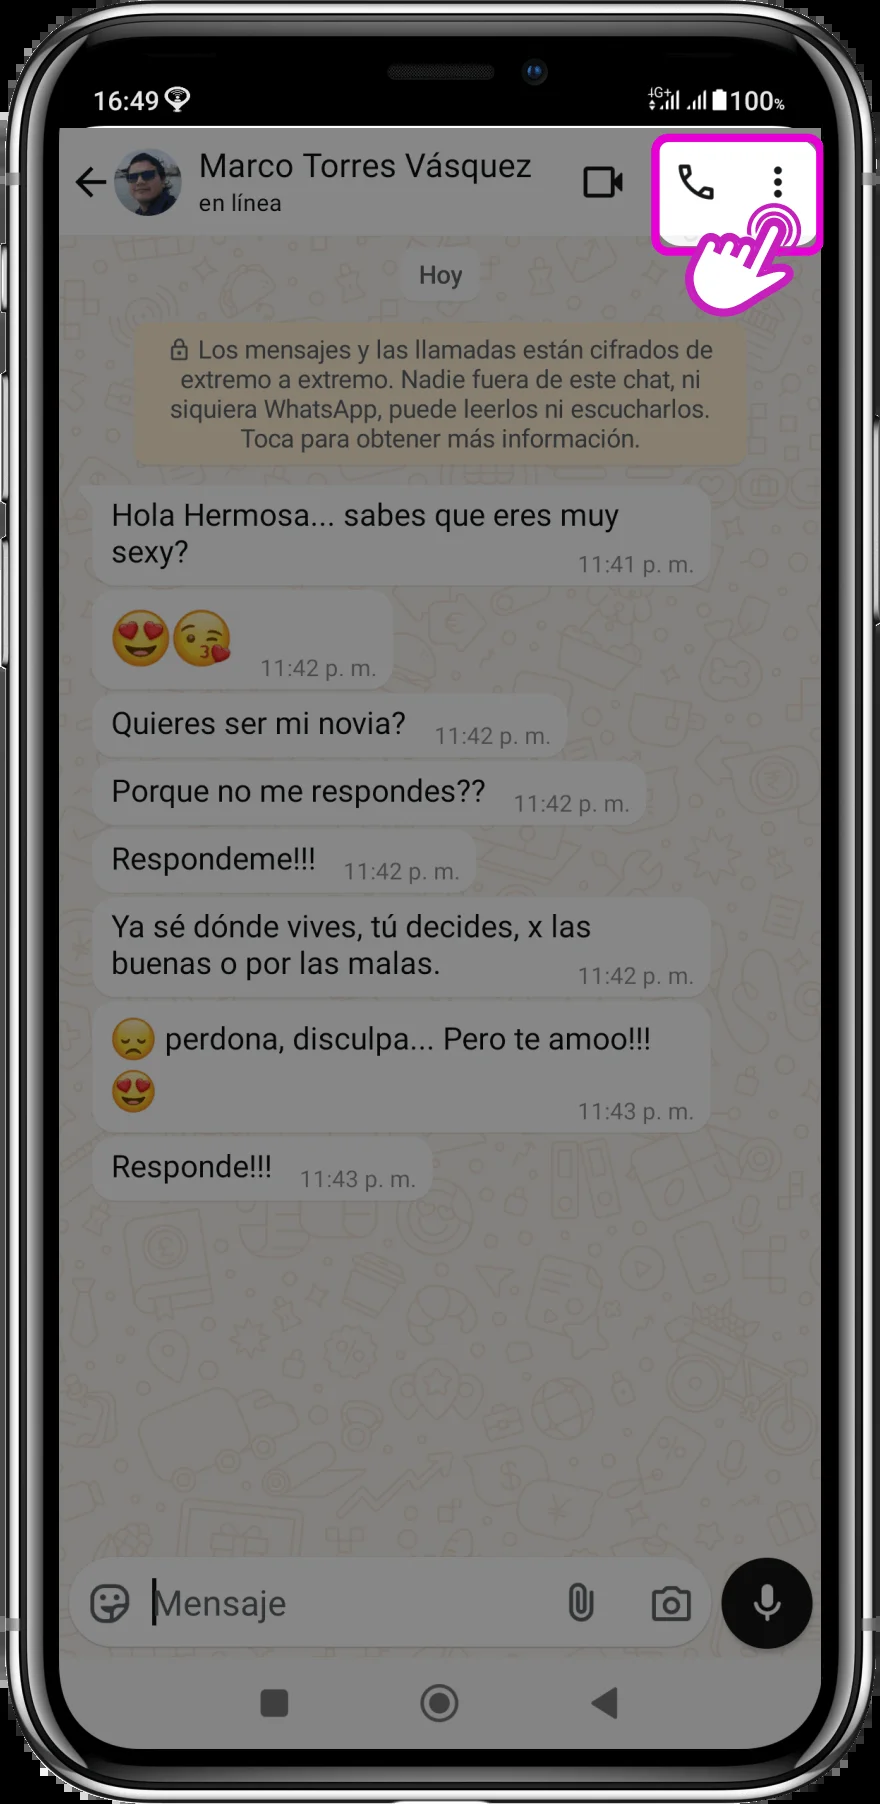 16:49 4G+ 100%
Marco Torres Vásquez
en línea
Hoy
Los mensajes y las llamadas están cifrados de
extremo a extremo. Nadie fuera de este chat, ni
siquiera WhatsApp, puede leerlos ni escucharlos.
Toca para obtener más información.
Hola Hermosa... sabes que eres muy
sexy?
11:41 p. m.
😍😘 11:42 p. m.
Quieres ser mi novia? 11:42 p. m.
Porque no me respondes?? 11:42 p. m.
Respondeme!!! 11:42 p. m.
Ya sé dónde vives, tú decides, x las
buenas o por las malas. 11:42 p. m.
😞 perdona, disculpa... Pero te amoo!!!
😍 11:43 p. m.
Responde!!! 11:43 p. m.
Mensaje